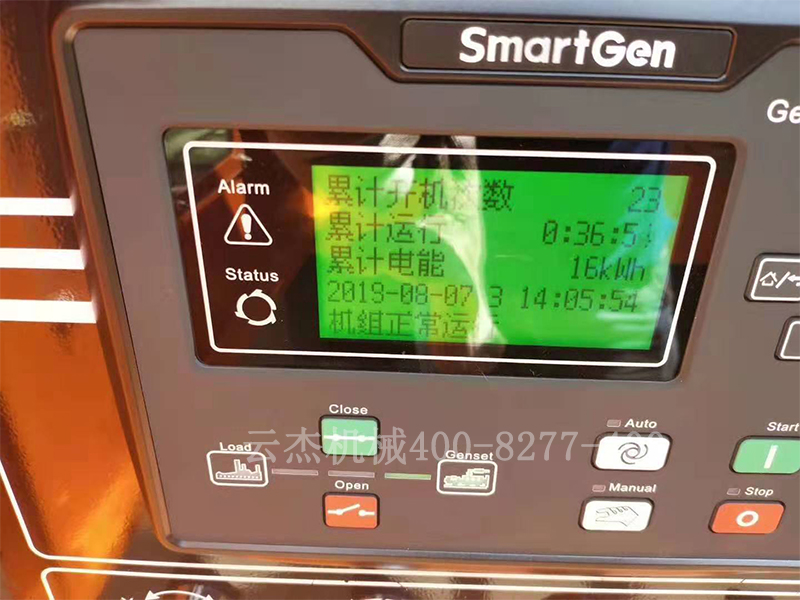 SmartGen
Ge
Alarm
累计开机次数 23
累计运行 0:36:5
Status
累计电能 16kWh
2019-08-07 3 14:05:54
机组正常运行
Close
Auto
Start
云杰机械400-8277-
Load
Genset
Open
Manual
Stop